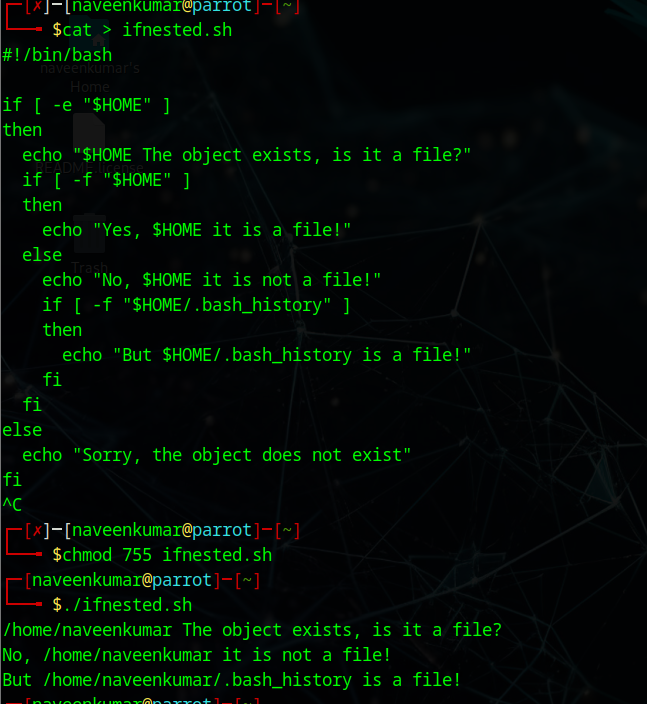 ┌─[✗]─[naveenkumar@parrot]─[~]
└──╼ $cat > ifnested.sh
#!/bin/bash
naveenkumar's
Home
if [ -e "$HOME" ]
then
  echo "$HOME The object exists, is it a file?"
  if [ -f "$HOME" ]
  then
    echo "Yes, $HOME it is a file!"
  else
Trash
    echo "No, $HOME it is not a file!"
    if [ -f "$HOME/.bash_history" ]
    then
      echo "But $HOME/.bash_history is a file!"
    fi
  fi
else
  echo "Sorry, the object does not exist"
fi
^C
┌─[✗]─[naveenkumar@parrot]─[~]
└──╼ $chmod 755 ifnested.sh
┌─[naveenkumar@parrot]─[~]
└──╼ $./ifnested.sh
/home/naveenkumar The object exists, is it a file?
No, /home/naveenkumar it is not a file!
But /home/naveenkumar/.bash_history is a file!
┌─[naveenkumar@parrot]─[~]